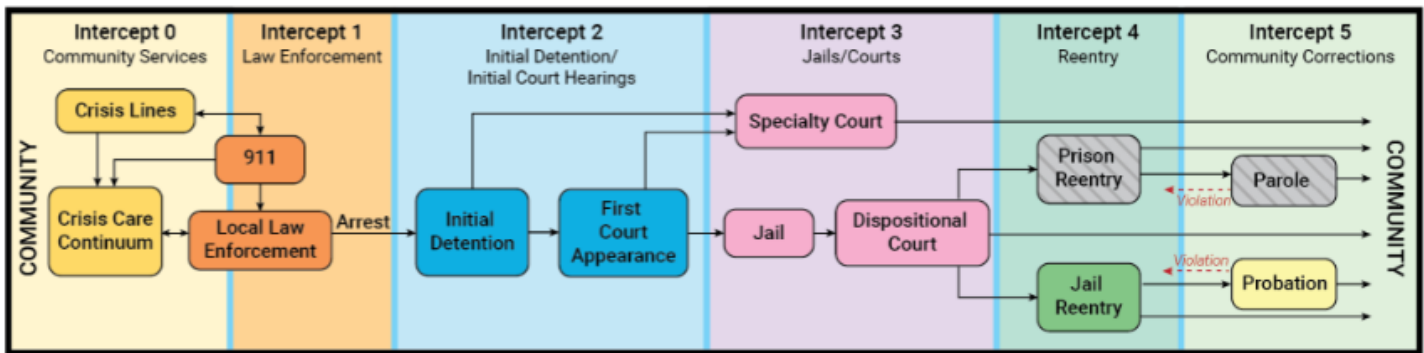 Intercept 0
Community Services
Intercept 1
Law Enforcement
Intercept 2
Initial Detention/
Initial Court Hearings
Intercept 3
Jails/Courts
Intercept 4
Reentry
Intercept 5
Community Corrections
COMMUNITY
Crisis Lines
911
Crisis Care
Continuum
Local Law
Enforcement
Arrest
Initial
Detention
First
Court
Appearance
Specialty Court
Jail
Dispositional
Court
Prison
Reentry
Violation
Parole
Jail
Reentry
Violation
Probation
COMMUNITY